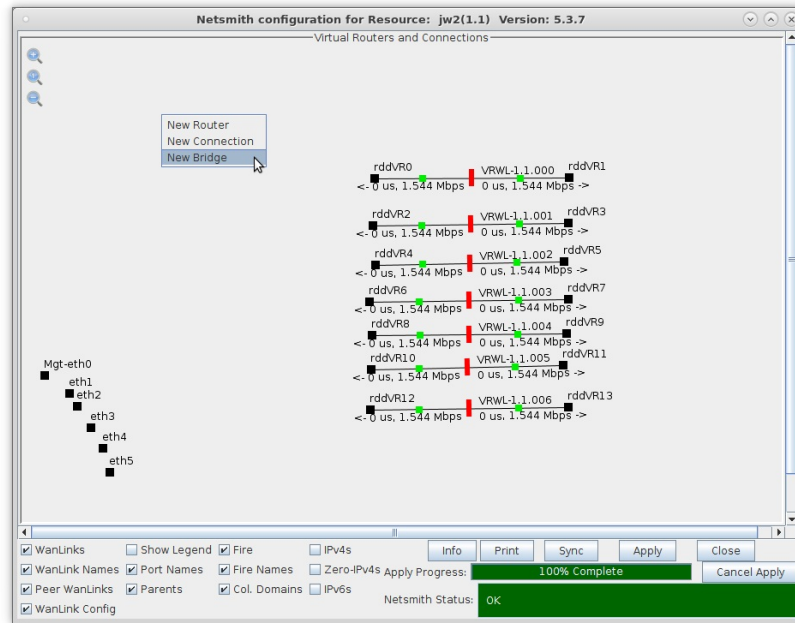 Netsmith configuration for Resource: jw2(1.1) Version: 5.3.7
Virtual Routers and Connections
New Router
New Connection
New Bridge
rddVR0 VRWL-1.1.000 rddVR1
<- 0 us, 1.544 Mbps 0 us, 1.544 Mbps ->
rddVR2 VRWL-1.1.001 rddVR3
<- 0 us, 1.544 Mbps 0 us, 1.544 Mbps ->
rddVR4 VRWL-1.1.002 rddVR5
<- 0 us, 1.544 Mbps 0 us, 1.544 Mbps ->
rddVR6 VRWL-1.1.003 rddVR7
<- 0 us, 1.544 Mbps 0 us, 1.544 Mbps ->
rddVR8 VRWL-1.1.004 rddVR9
<- 0 us, 1.544 Mbps 0 us, 1.544 Mbps ->
rddVR10 VRWL-1.1.005 rddVR11
<- 0 us, 1.544 Mbps 0 us, 1.544 Mbps ->
rddVR12 VRWL-1.1.006 rddVR13
<- 0 us, 1.544 Mbps 0 us, 1.544 Mbps ->
Mgt-eth0
eth1
eth2
eth3
eth4
eth5
WanLinks Show Legend Fire IPv4s Info Print Sync Apply Close
WanLink Names Port Names Fire Names Zero-IPv4s Apply Progress: 100% Complete Cancel Apply
Peer WanLinks Parents Col. Domains IPv6s Netsmith Status: OK
WanLink Config